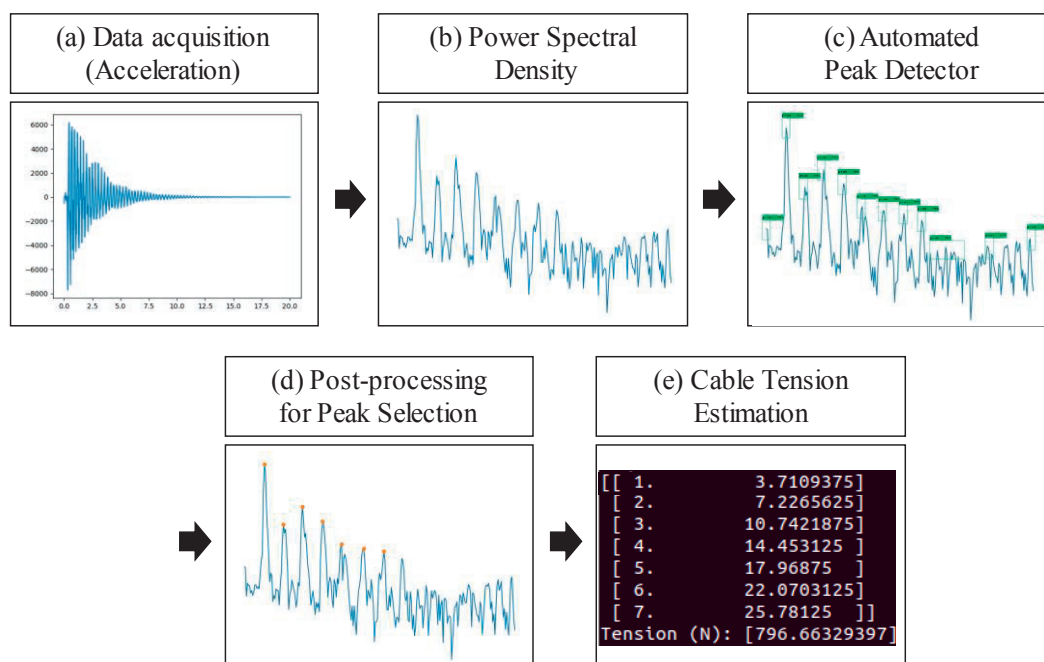 (a) Data acquisition
(Acceleration)
(b) Power Spectral
Density
(c) Automated
Peak Detector
6000
4000
2000
0
−2000
−4000
−6000
−8000
0.0 2.5 5.0 7.5 10.0 12.5 15.0 17.5 20.0
(d) Post-processing
for Peak Selection
(e) Cable Tension
Estimation
[[ 1. 3.7109375]
[ 2. 7.2265625]
[ 3. 10.7421875]
[ 4. 14.453125 ]
[ 5. 17.96875 ]
[ 6. 22.0703125]
[ 7. 25.78125 ]]
Tension (N): [796.66329397]